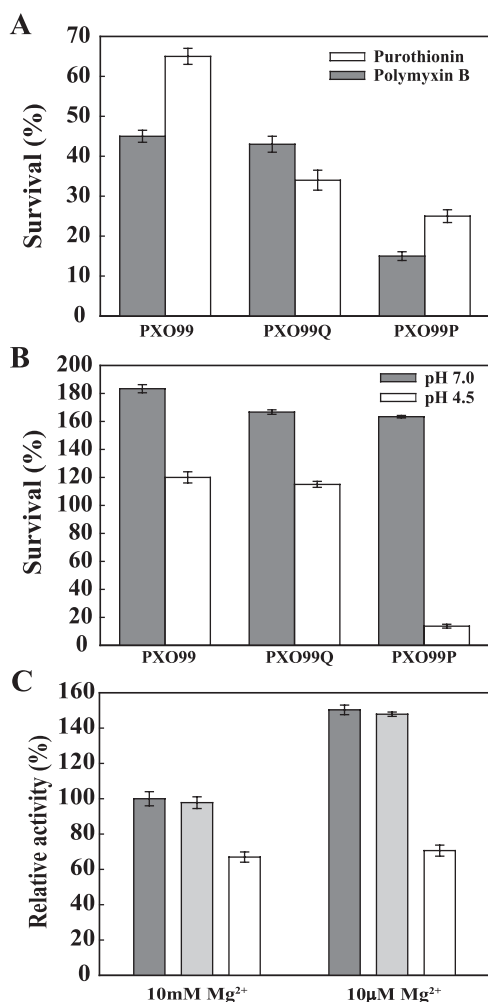 A
Survival (%)
70
60
50
40
30
20
10
0
Purothionin
Polymyxin B
PXO99 PXO99Q PXO99P
B
Survival (%)
200
180
160
140
120
100
80
60
40
20
0
pH 7.0
pH 4.5
PXO99 PXO99Q PXO99P
C
Relative activity (%)
160
140
120
100
80
60
40
20
0
10mM Mg²⁺ 10μM Mg²⁺